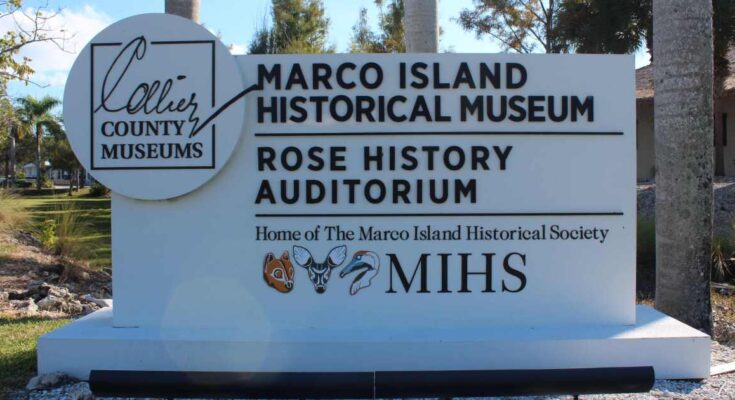 Collier
COUNTY
MUSEUMS
MARCO ISLAND
HISTORICAL MUSEUM
ROSE HISTORY
AUDITORIUM
Home of The Marco Island Historical Society
MIHS